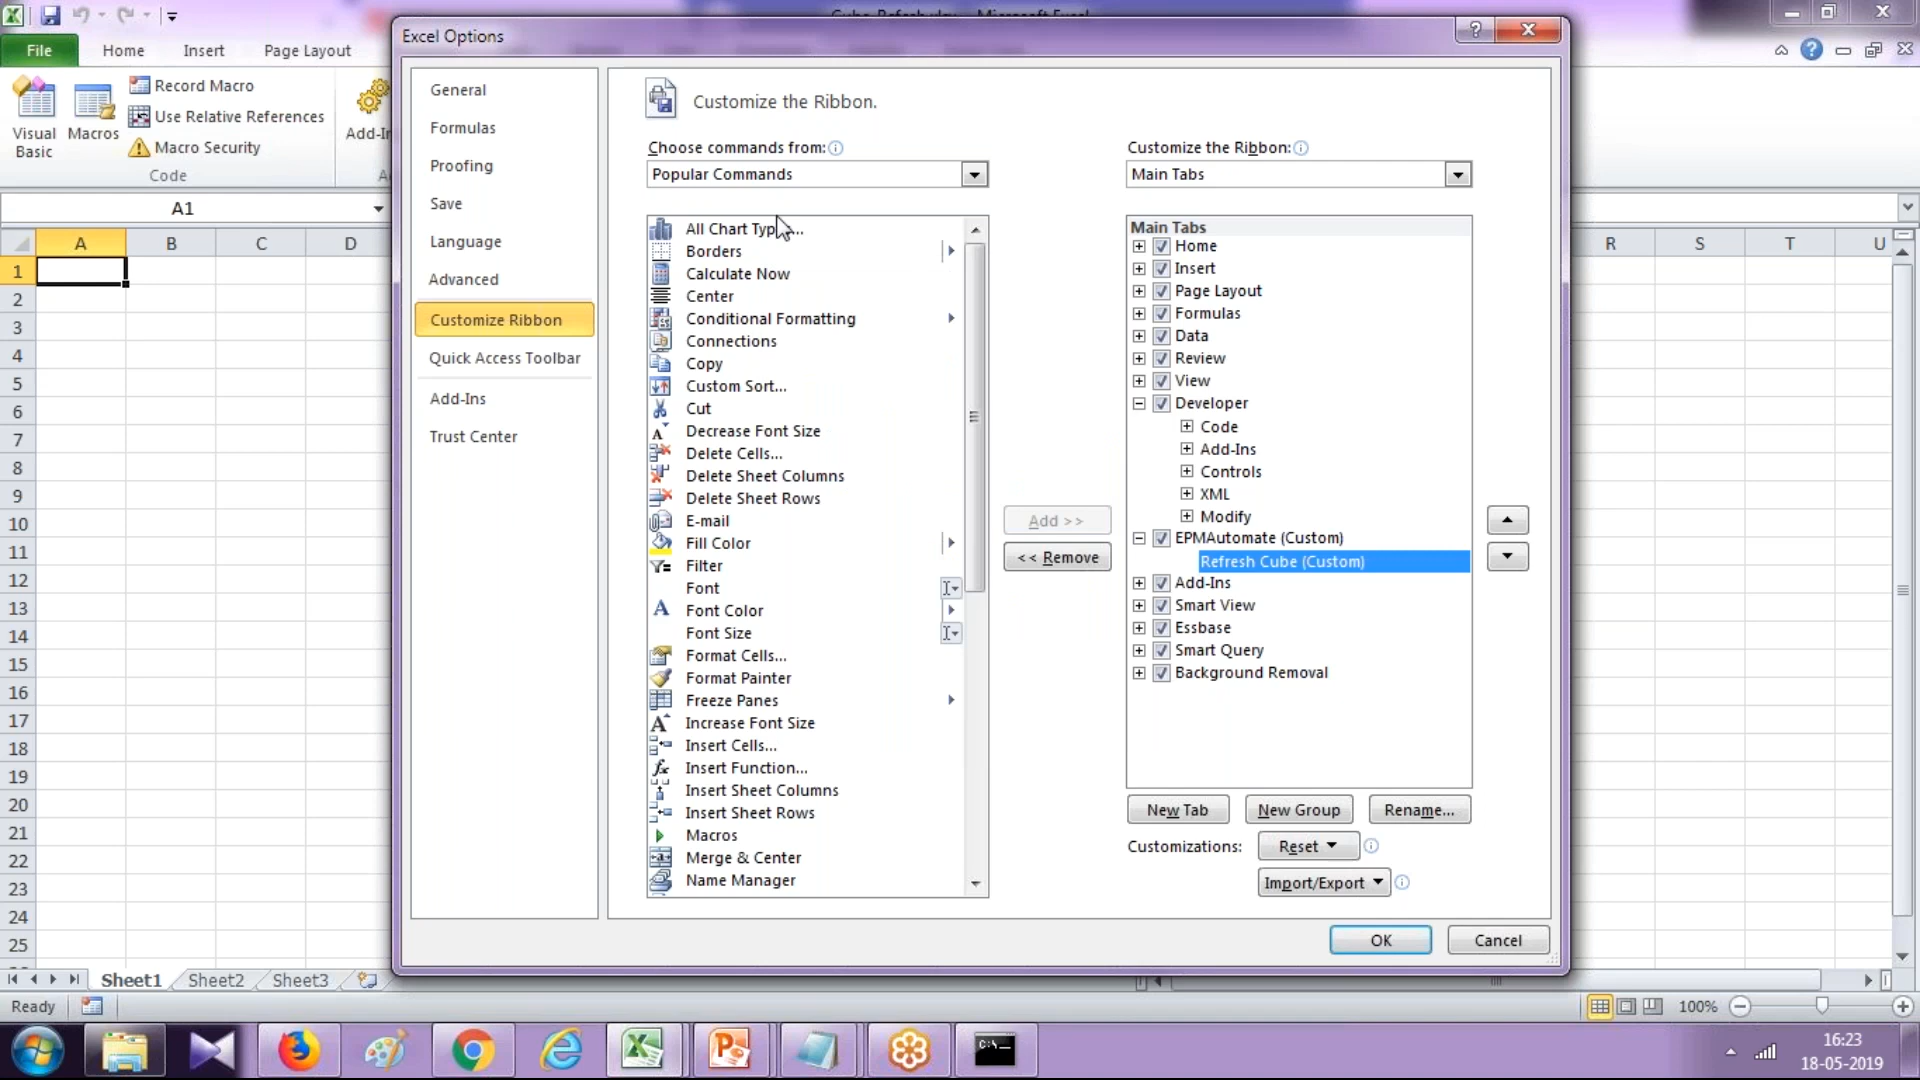 Excel Options
File
Home
Insert
Page Layout
Visual Basic
Macros
Record Macro
Use Relative References
Macro Security
Code
A1
A B C D
R S T U
1
2
3
4
5
6
7
8
9
10
11
12
13
14
15
16
17
18
19
20
21
22
23
24
25
General
Formulas
Proofing
Save
Language
Advanced
Customize Ribbon
Quick Access Toolbar
Add-Ins
Trust Center
Customize the Ribbon.
Choose commands from:
Popular Commands
All Chart Types...
Borders
Calculate Now
Center
Conditional Formatting
Connections
Copy
Custom Sort...
Cut
Decrease Font Size
Delete Cells...
Delete Sheet Columns
Delete Sheet Rows
E-mail
Fill Color
Filter
Font
Font Color
Font Size
Format Cells...
Format Painter
Freeze Panes
Increase Font Size
Insert Cells...
Insert Function...
Insert Sheet Columns
Insert Sheet Rows
Macros
Merge & Center
Name Manager
Add >>
<< Remove
Customize the Ribbon:
Main Tabs
Main Tabs
Home
Insert
Page Layout
Formulas
Data
Review
View
Developer
Code
Add-Ins
Controls
XML
Modify
EPMAutomate (Custom)
Refresh Cube (Custom)
Add-Ins
Smart View
Essbase
Smart Query
Background Removal
New Tab
New Group
Rename...
Customizations:
Reset
Import/Export
OK
Cancel
Sheet1
Sheet2
Sheet3
Ready
100%
16:23
18-05-2019